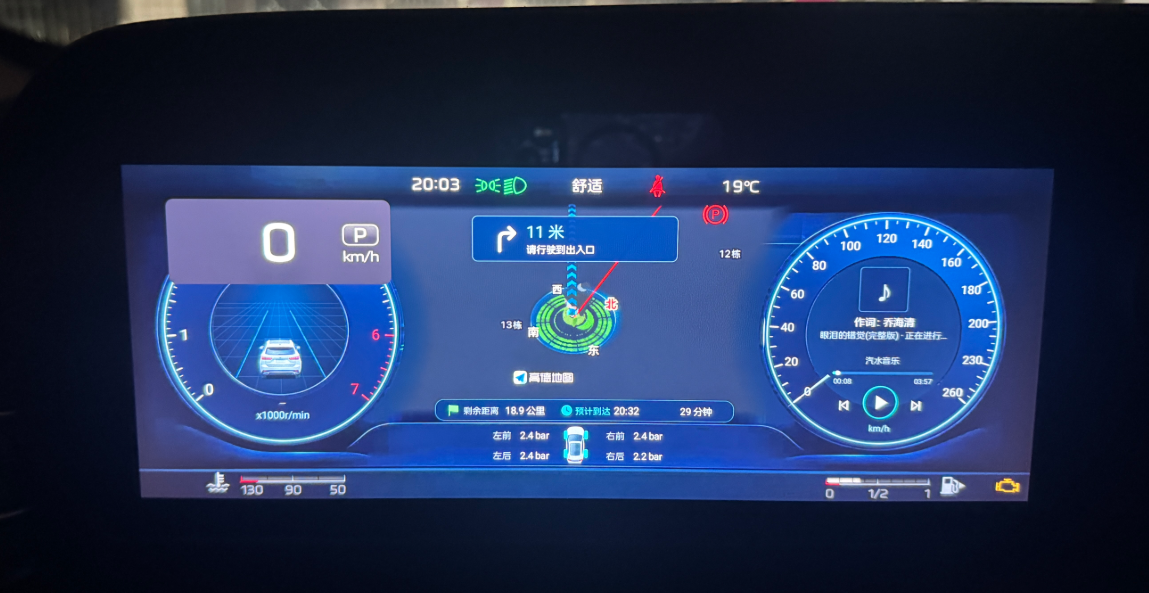 20:03 舒适 19℃
0 P
km/h
11 米
请行驶到出入口
P
12栋
西 北
13栋
南 东
高德地图
1 0 6 7
x1000r/min
0 20 40 60 80 100 120 140 160 180 200 230 260
作词: 乔海清
眼泪的错觉(完整版) - 正在进行...
汽水音乐
00:08 03:57
km/h
剩余距离 18.9 公里 预计到达 20:32 29 分钟
左前 2.4 bar 右前 2.4 bar
左后 2.4 bar 右后 2.2 bar
130 90 50
0 1/2 1